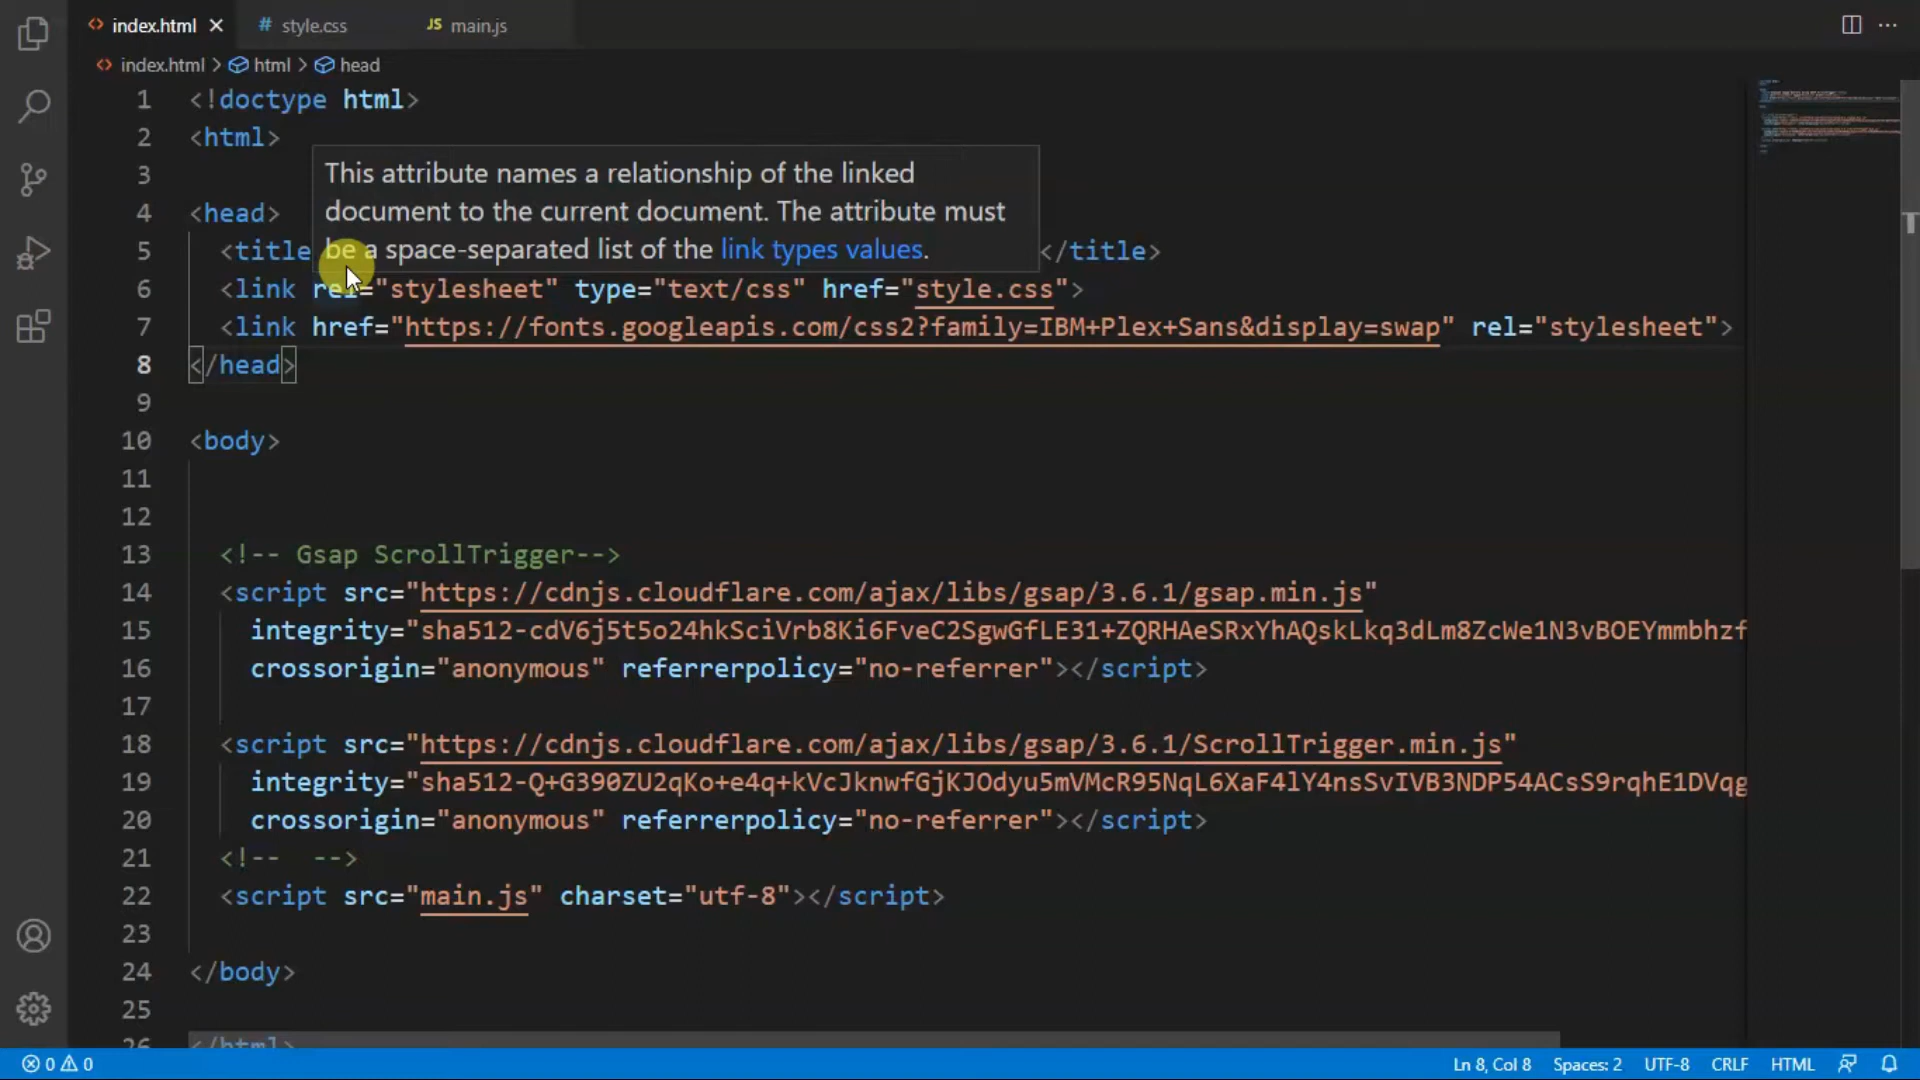 index.html
style.css
JS main.js
index.html > html > head
1 <!doctype html>
2 <html>
3
4 <head>
5 <title </title>
This attribute names a relationship of the linked
document to the current document. The attribute must
be a space-separated list of the link types values.
6 <link rel="stylesheet" type="text/css" href="style.css">
7 <link href="https://fonts.googleapis.com/css2?family=IBM+Plex+Sans&display=swap" rel="stylesheet">
8 </head>
9
10 <body>
11
12
13 <!-- Gsap ScrollTrigger-->
14 <script src="https://cdnjs.cloudflare.com/ajax/libs/gsap/3.6.1/gsap.min.js"
15 integrity="sha512-cdV6j5t5o24hkSciVrb8Ki6FveC2SgwGfLE31+ZQRHAeSRxYhAQskLkq3dLm8ZcWe1N3vBOEYmmbhzf
16 crossorigin="anonymous" referrerpolicy="no-referrer"></script>
17
18 <script src="https://cdnjs.cloudflare.com/ajax/libs/gsap/3.6.1/ScrollTrigger.min.js"
19 integrity="sha512-Q+G390ZU2qKo+e4q+kVcJknwfGjKJOdyu5mVMcR95NqL6XaF4lY4nsSvIVB3NDP54ACsS9rqhE1DVqg
20 crossorigin="anonymous" referrerpolicy="no-referrer"></script>
21 <!--  -->
22 <script src="main.js" charset="utf-8"></script>
23
24 </body>
25
26 </html>
0 0 Ln 8, Col 8 Spaces: 2 UTF-8 CRLF HTML